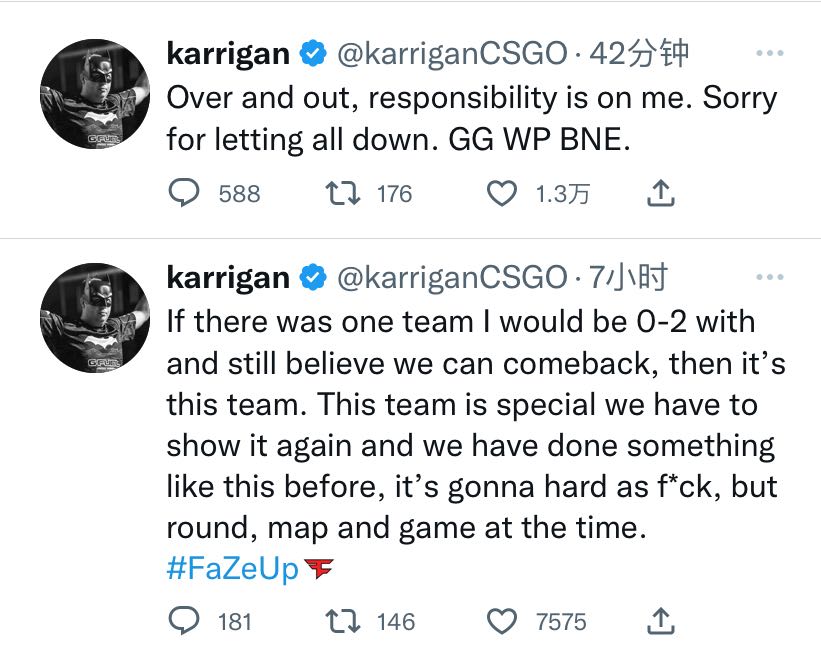 karrigan @karriganCSGO · 42分钟
Over and out, responsibility is on me. Sorry
for letting all down. GG WP BNE.
588 176 1.3万
karrigan @karriganCSGO · 7小时
If there was one team I would be 0-2 with
and still believe we can comeback, then it’s
this team. This team is special we have to
show it again and we have done something
like this before, it’s gonna hard as f*ck, but
round, map and game at the time.
#FaZeUp
181 146 7575